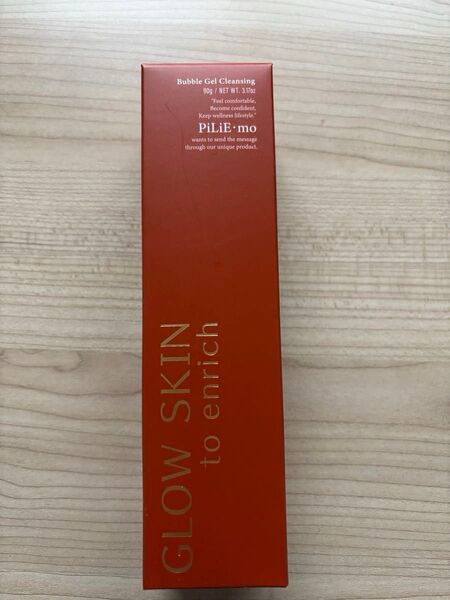 Bubble Gel Cleansing
90g / NET WT. 3.17oz
"Feel comfortable,
Become confident,
Keep wellness lifestyle."
PiLiE·mo
wants to send the message
through our unique product.
GLOW SKIN
to enrich